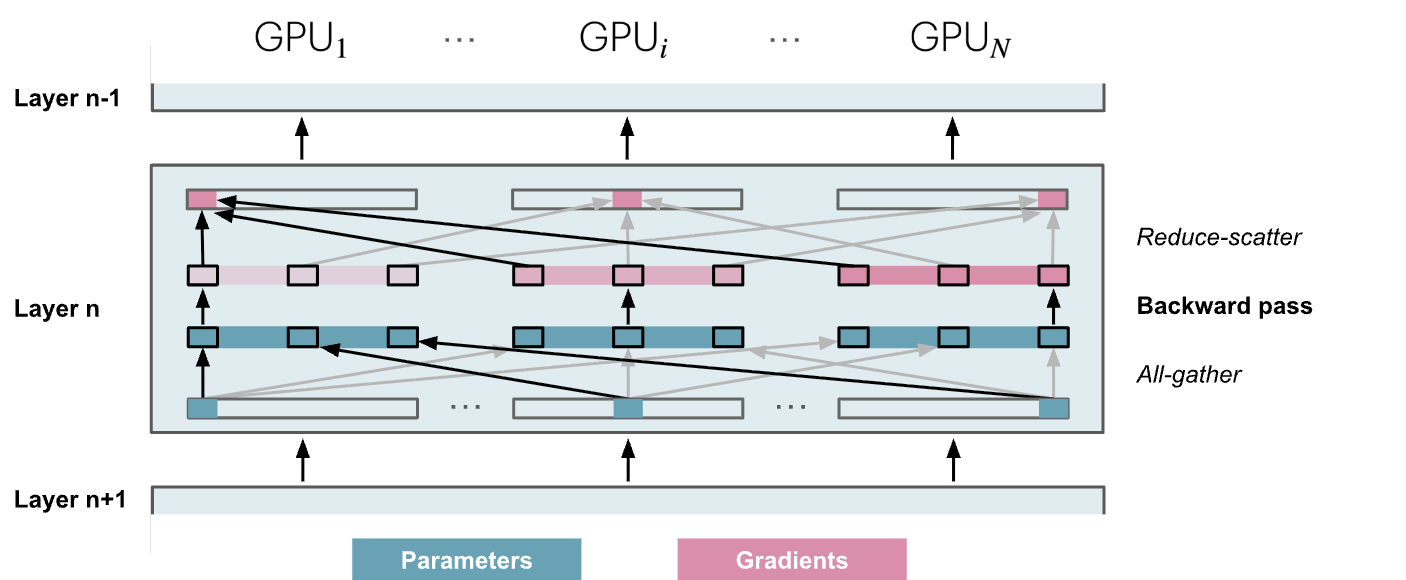 GPU1 ... GPUi ... GPUN
Layer n-1
Reduce-scatter
Layer n
Backward pass
All-gather
... ...
Layer n+1
Parameters Gradients